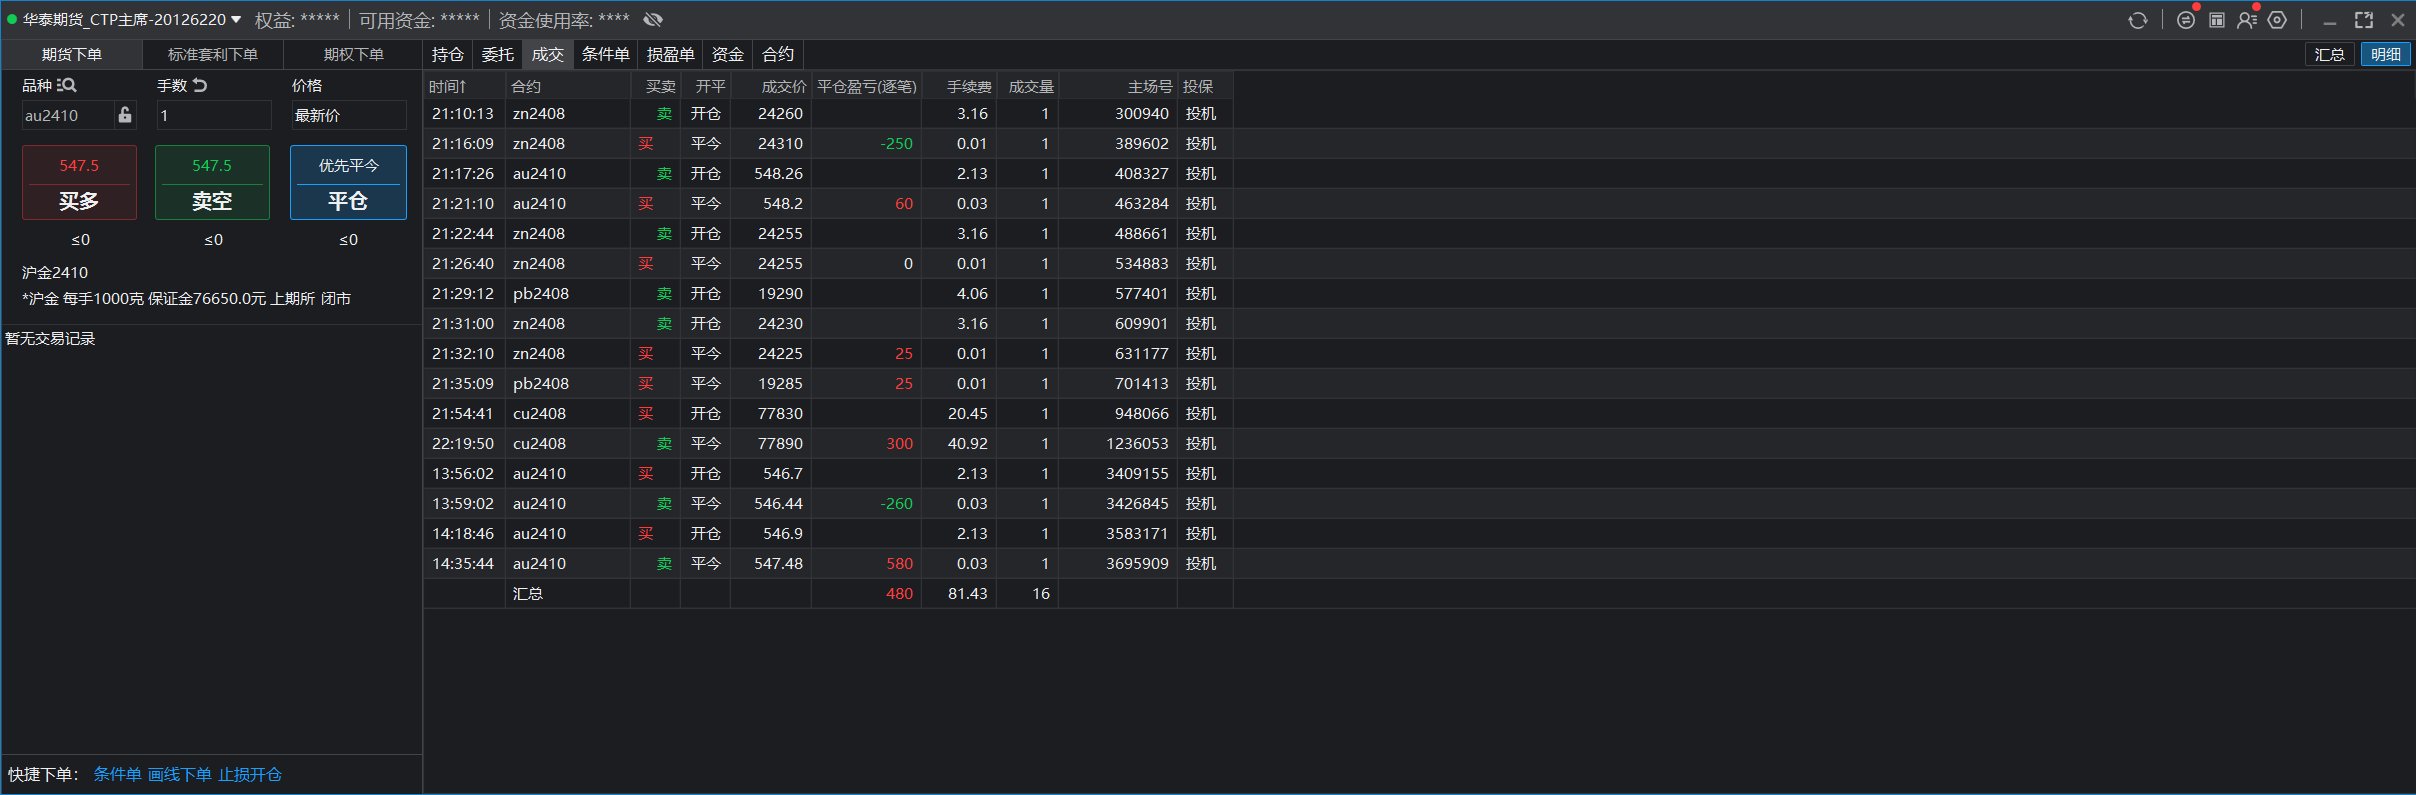 华泰期货_CTP主席-20126220 权益: ***** 可用资金: ***** 资金使用率: ****
期货下单 标准套利下单 期权下单 持仓 委托 成交 条件单 损盈单 资金 合约 汇总 明细
品种 手数 价格
au2410 1 最新价
547.5 547.5 优先平今
买多 卖空 平仓
≤0 ≤0 ≤0
沪金2410
*沪金 每手1000克 保证金76650.0元 上期所 闭市
暂无交易记录
快捷下单: 条件单 画线下单 止损开仓
时间↑ 合约 买卖 开平 成交价 平仓盈亏(逐笔) 手续费 成交量 主场号 投保
21:10:13 zn2408 卖 开仓 24260 3.16 1 300940 投机
21:16:09 zn2408 买 平今 24310 -250 0.01 1 389602 投机
21:17:26 au2410 卖 开仓 548.26 2.13 1 408327 投机
21:21:10 au2410 买 平今 548.2 60 0.03 1 463284 投机
21:22:44 zn2408 卖 开仓 24255 3.16 1 488661 投机
21:26:40 zn2408 买 平今 24255 0 0.01 1 534883 投机
21:29:12 pb2408 卖 开仓 19290 4.06 1 577401 投机
21:31:00 zn2408 卖 开仓 24230 3.16 1 609901 投机
21:32:10 zn2408 买 平今 24225 25 0.01 1 631177 投机
21:35:09 pb2408 买 平今 19285 25 0.01 1 701413 投机
21:54:41 cu2408 买 开仓 77830 20.45 1 948066 投机
22:19:50 cu2408 卖 平今 77890 300 40.92 1 1236053 投机
13:56:02 au2410 买 开仓 546.7 2.13 1 3409155 投机
13:59:02 au2410 卖 平今 546.44 -260 0.03 1 3426845 投机
14:18:46 au2410 买 开仓 546.9 2.13 1 3583171 投机
14:35:44 au2410 卖 平今 547.48 580 0.03 1 3695909 投机
汇总 480 81.43 16